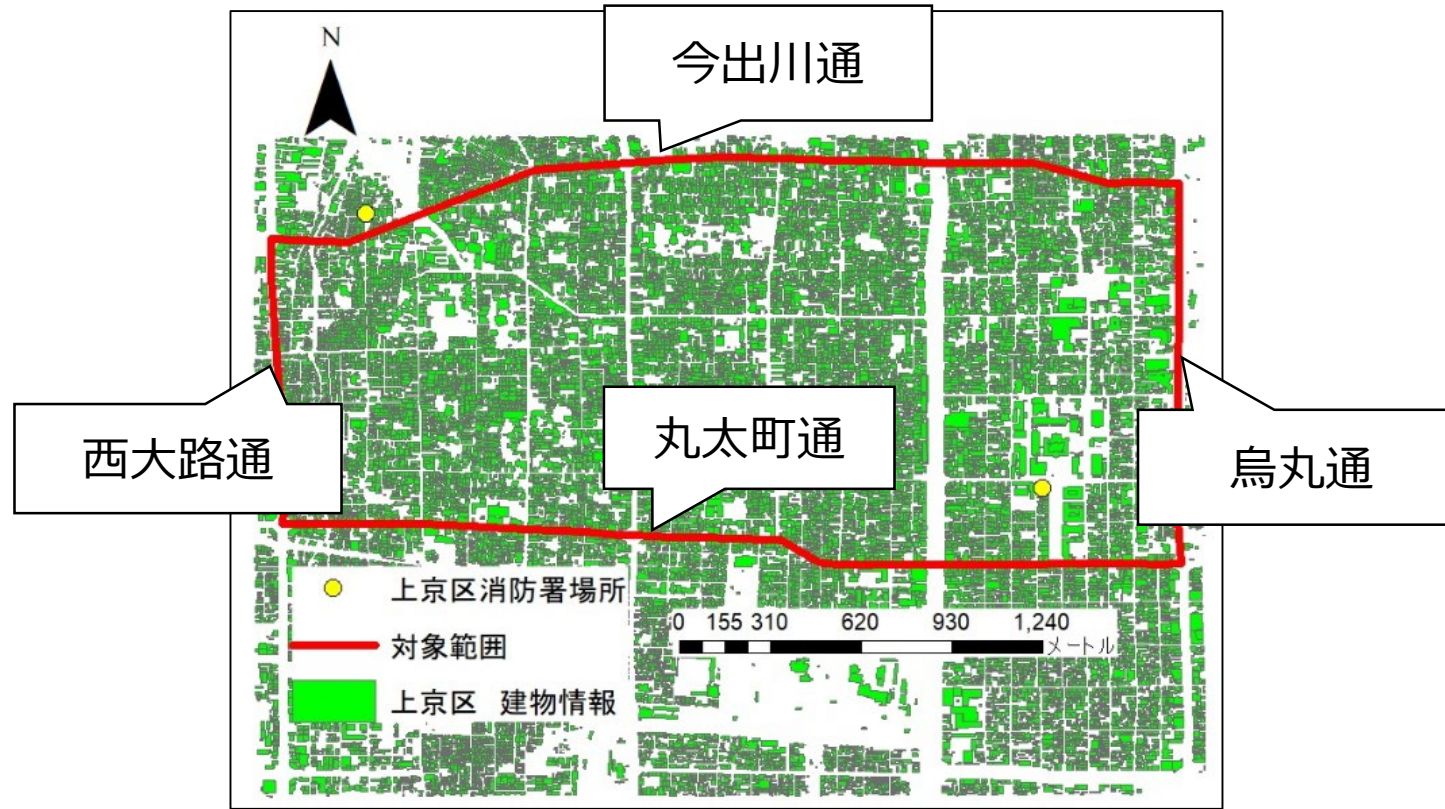 N
今出川通
西大路通
丸太町通
烏丸通
上京区消防署場所
対象範囲
上京区 建物情報
0 155 310 620 930 1,240
メートル